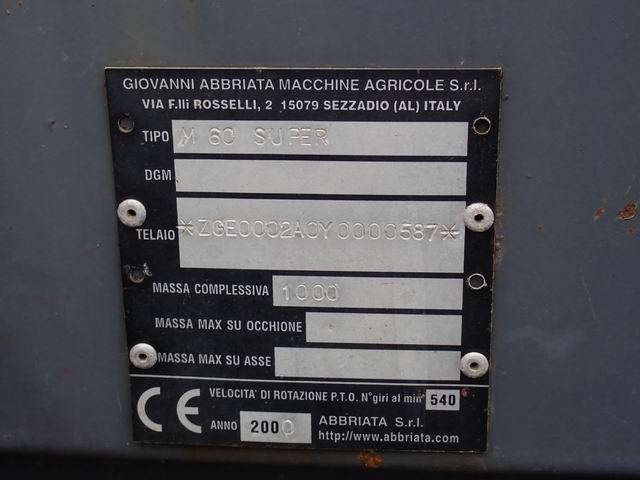 GIOVANNI ABBRIATA MACCHINE AGRICOLE S.r.l.
VIA F.lli ROSSELLI, 2 15079 SEZZADIO (AL) ITALY
TIPO M 60 SUPER
DGM
TELAIO *ZGE0002A0Y0000587*
MASSA COMPLESSIVA 1000
MASSA MAX SU OCCHIONE
MASSA MAX SU ASSE
VELOCITA' DI ROTAZIONE P.T.O. N°giri al min' 540
CE ANNO 2000 ABBRIATA S.r.l.
http://www.abbriata.com